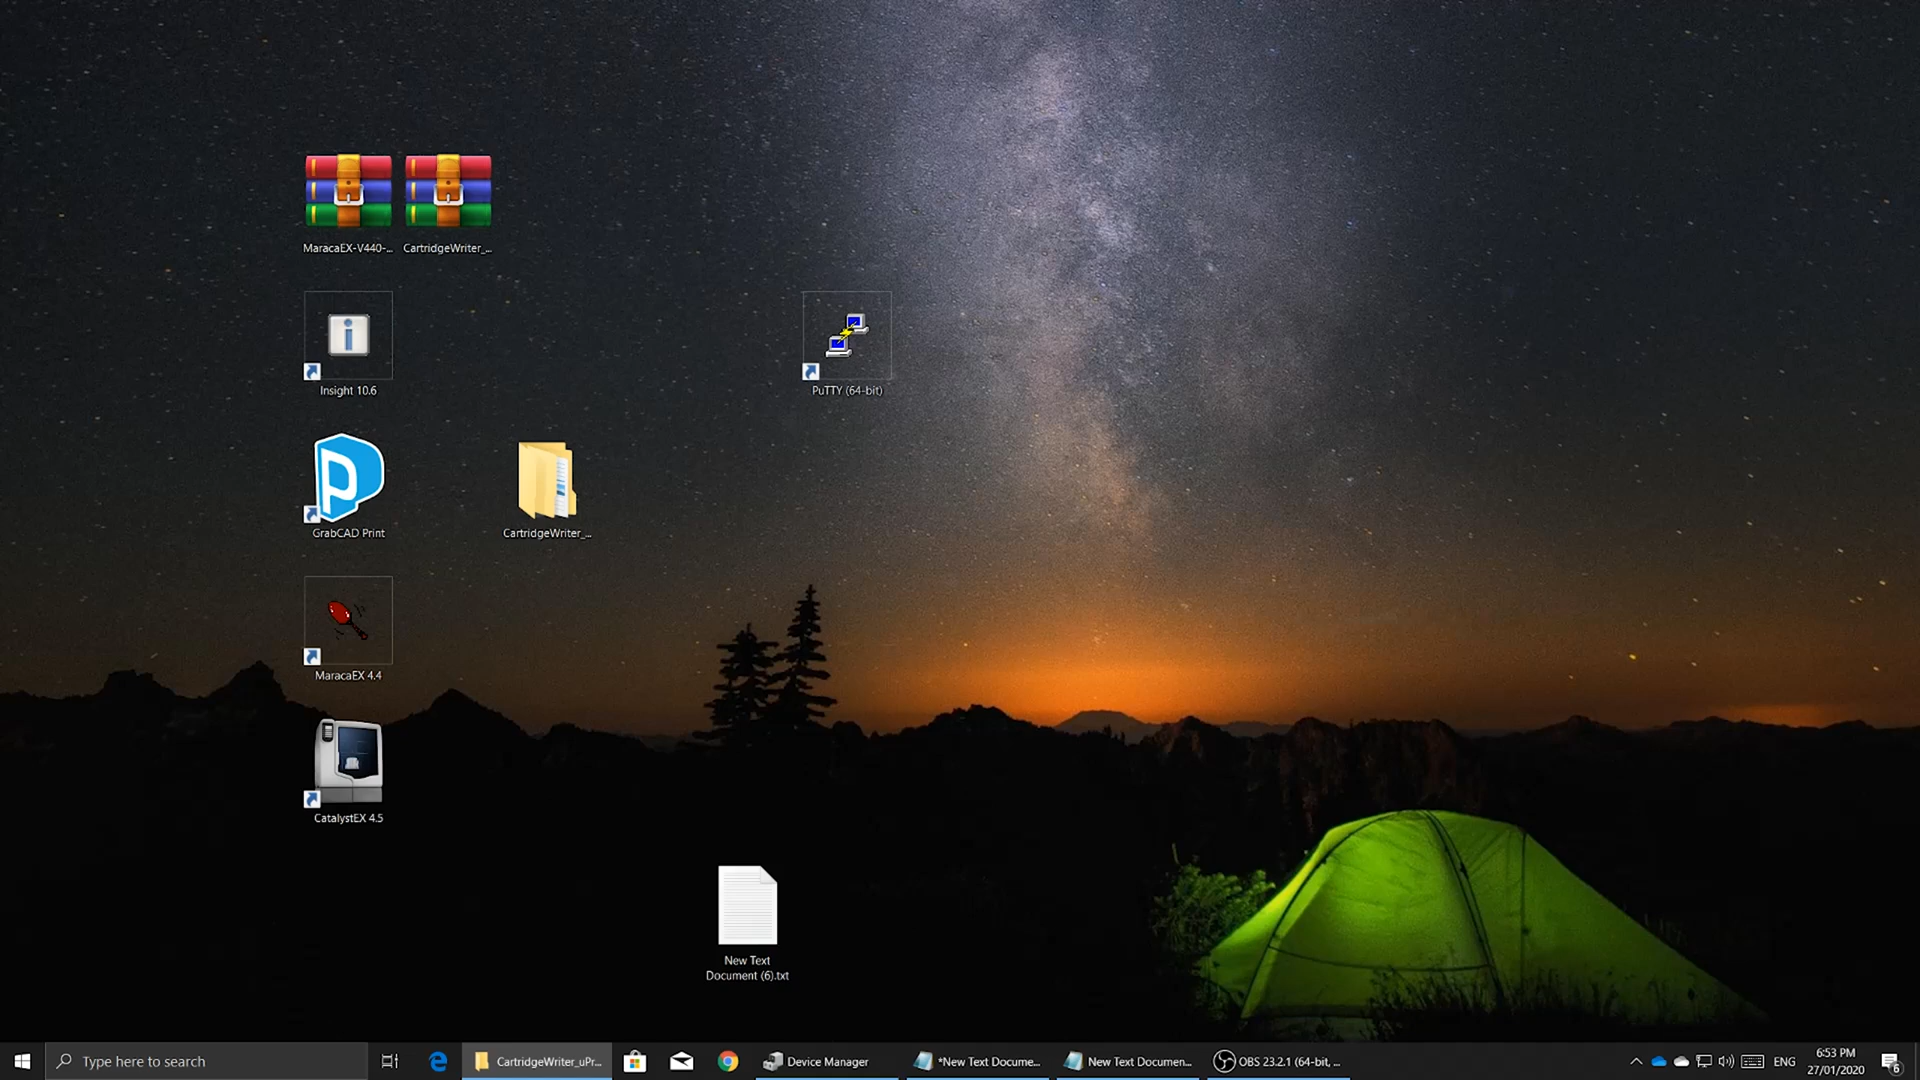 MaracaEX-V440-...
CartridgeWriter_...
Insight 10.6
PuTTY (64-bit)
GrabCAD Print
CartridgeWriter_...
MaracaEX 4.4
CatalystEX 4.5
New Text
Document (6).txt
Type here to search
CartridgeWriter_uPr...
Device Manager
*New Text Docume...
New Text Documen...
OBS 23.2.1 (64-bit, ...
ENG
6:53 PM
27/01/2020
6